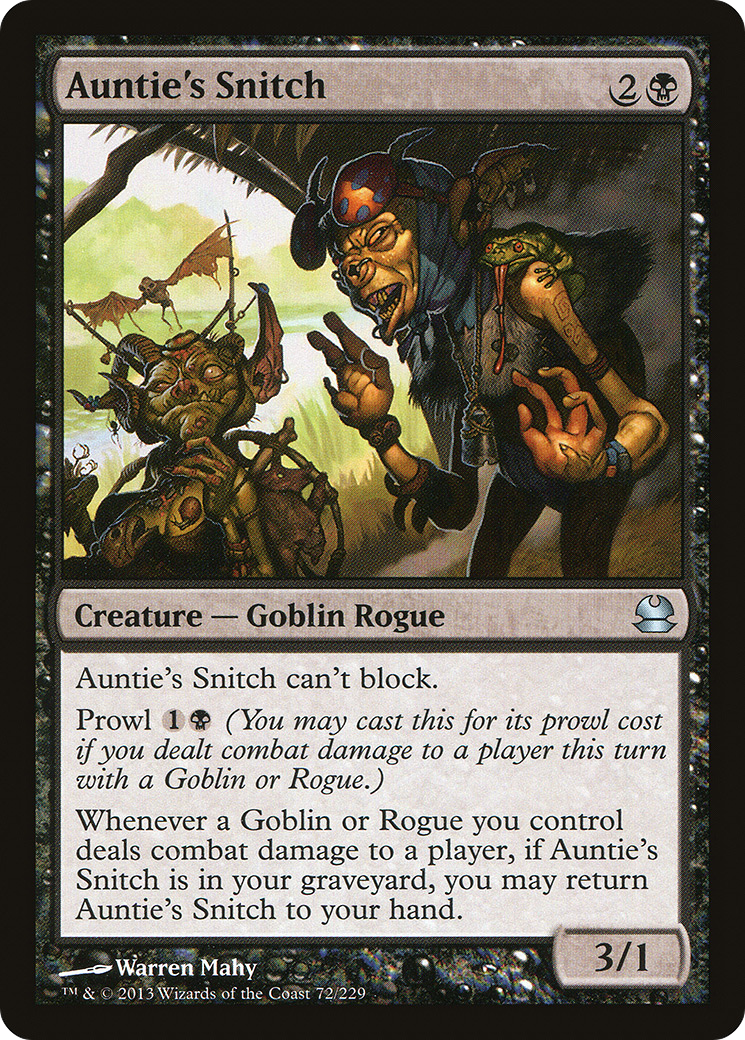 Auntie's Snitch 2
Creature — Goblin Rogue
Auntie's Snitch can't block.
Prowl 1 (You may cast this for its prowl cost
if you dealt combat damage to a player this turn
with a Goblin or Rogue.)
Whenever a Goblin or Rogue you control
deals combat damage to a player, if Auntie's
Snitch is in your graveyard, you may return
Auntie's Snitch to your hand.
3/1
Warren Mahy
™ & © 2013 Wizards of the Coast 72/229